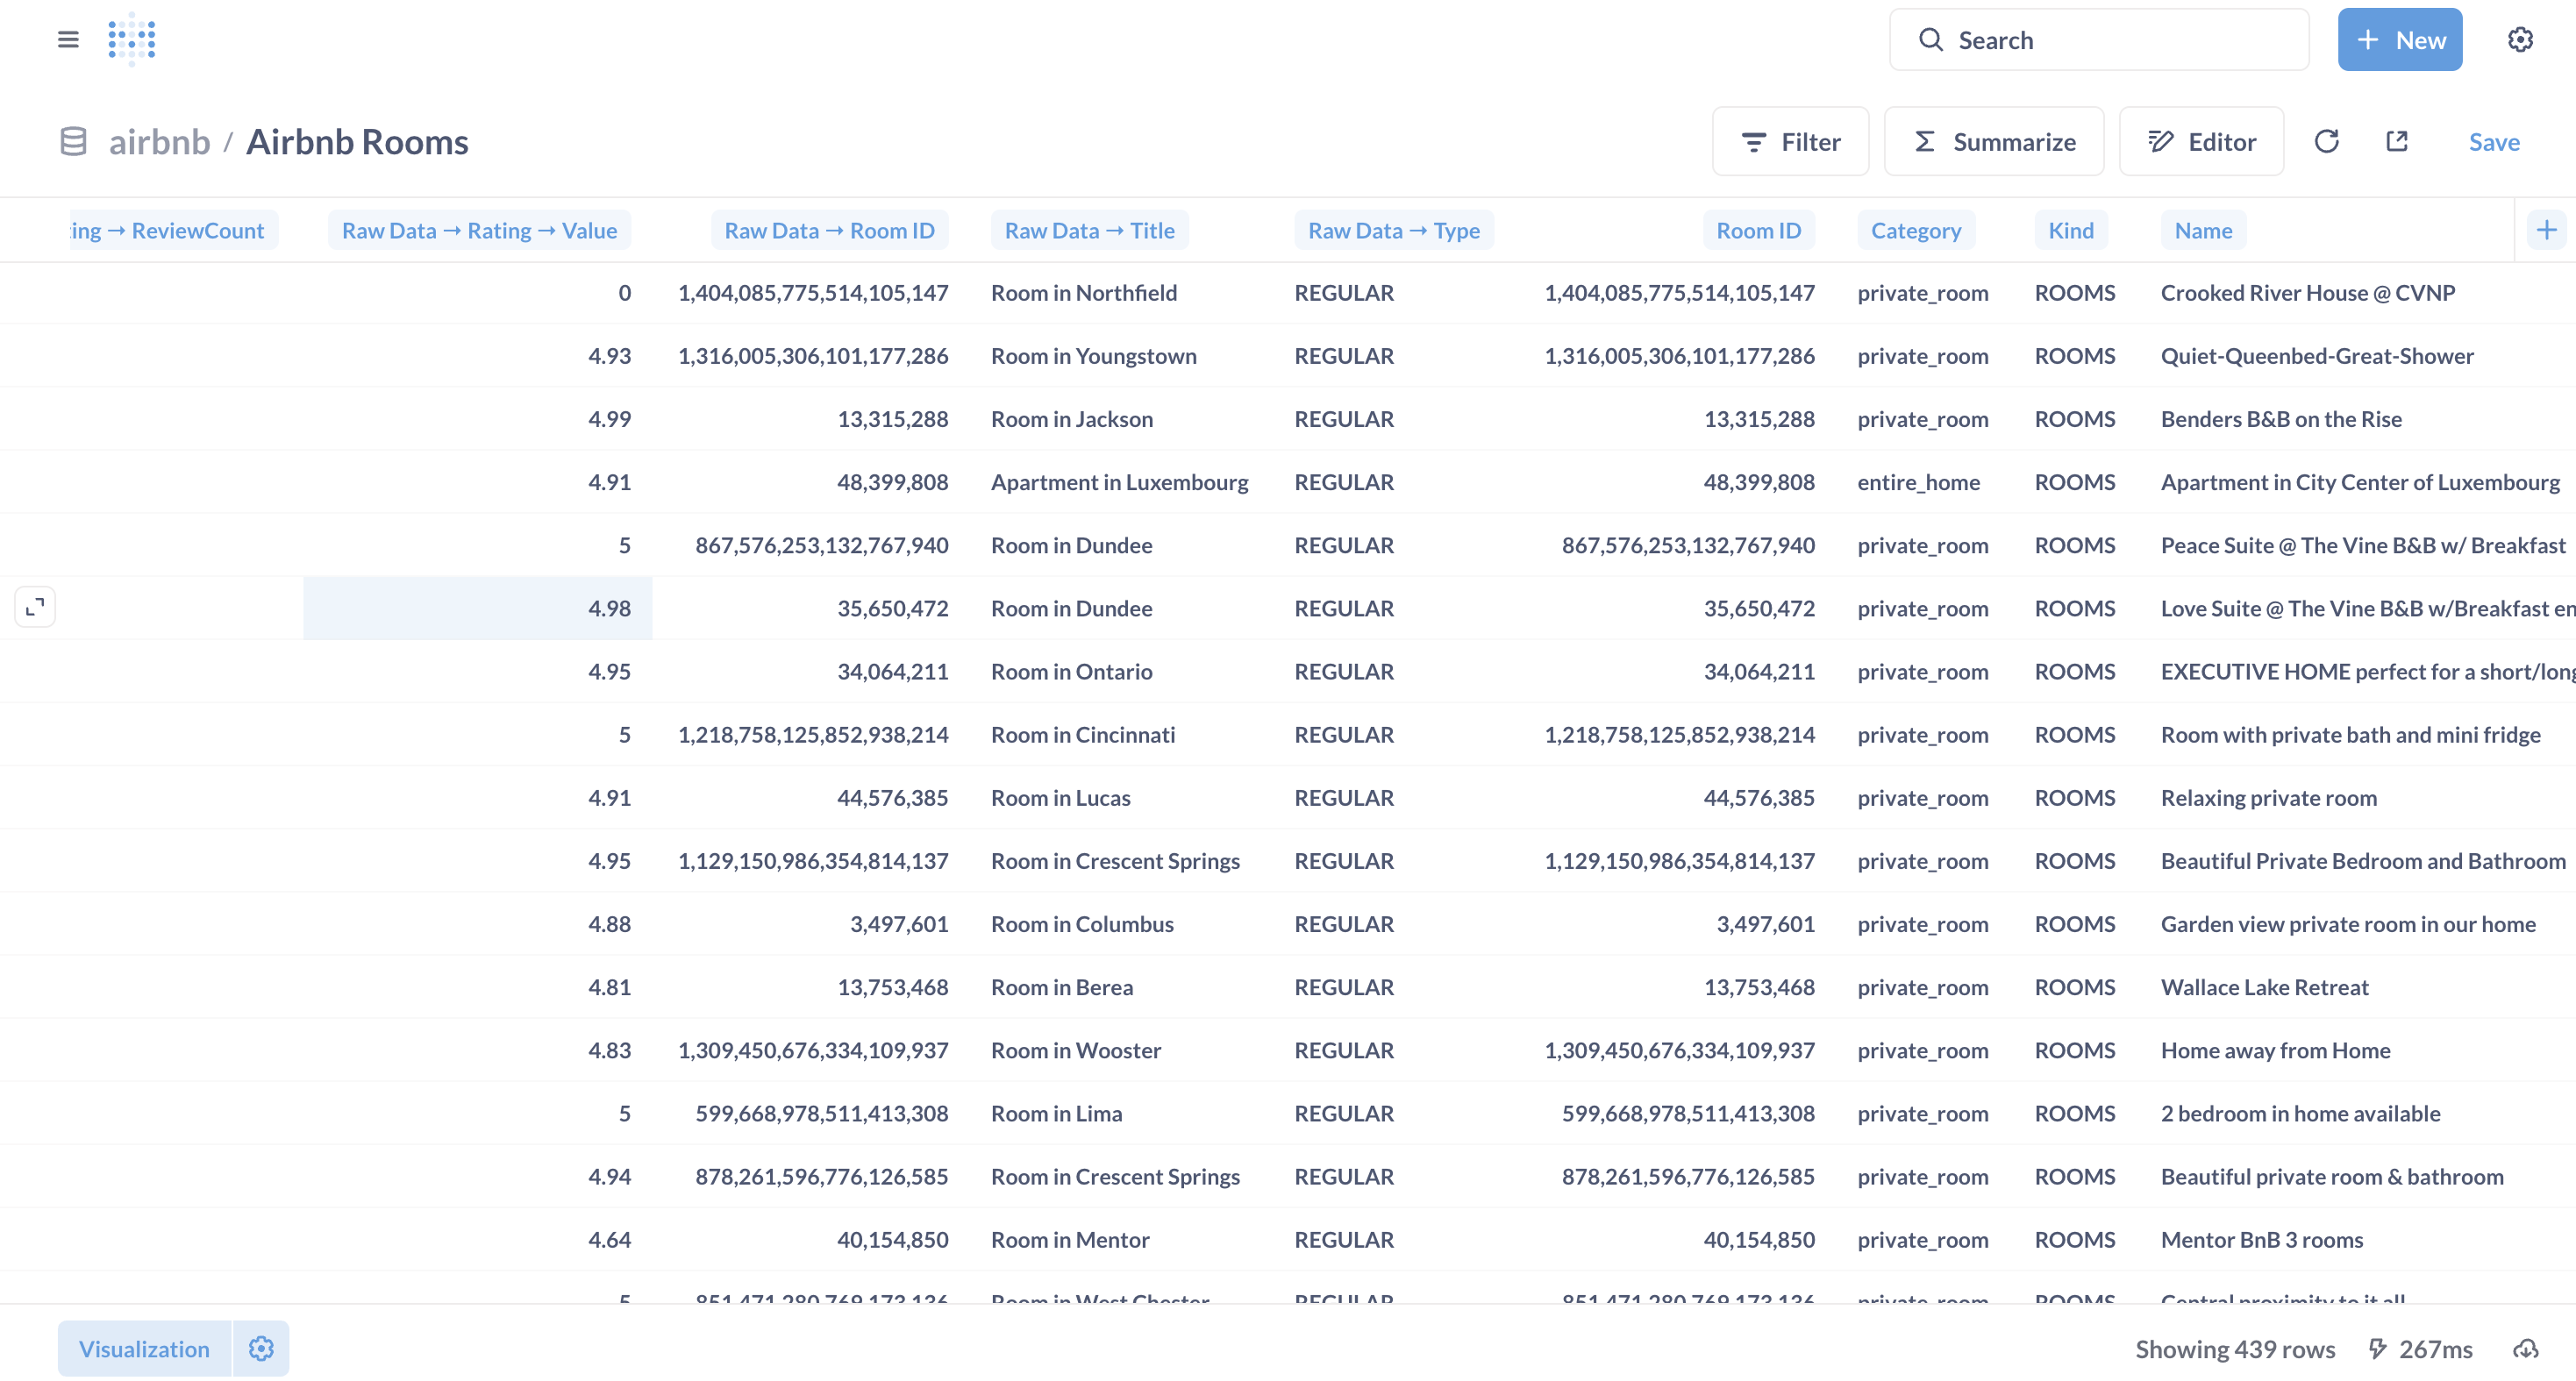 Search
+ New
airbnb / Airbnb Rooms
Filter
Summarize
Editor
Save
ing → ReviewCount Raw Data → Rating → Value Raw Data → Room ID Raw Data → Title Raw Data → Type Room ID Category Kind Name +
0 1,404,085,775,514,105,147 Room in Northfield REGULAR 1,404,085,775,514,105,147 private_room ROOMS Crooked River House @ CVNP
4.93 1,316,005,306,101,177,286 Room in Youngstown REGULAR 1,316,005,306,101,177,286 private_room ROOMS Quiet-Queenbed-Great-Shower
4.99 13,315,288 Room in Jackson REGULAR 13,315,288 private_room ROOMS Benders B&B on the Rise
4.91 48,399,808 Apartment in Luxembourg REGULAR 48,399,808 entire_home ROOMS Apartment in City Center of Luxembourg
5 867,576,253,132,767,940 Room in Dundee REGULAR 867,576,253,132,767,940 private_room ROOMS Peace Suite @ The Vine B&B w/ Breakfast
4.98 35,650,472 Room in Dundee REGULAR 35,650,472 private_room ROOMS Love Suite @ The Vine B&B w/Breakfast en
4.95 34,064,211 Room in Ontario REGULAR 34,064,211 private_room ROOMS EXECUTIVE HOME perfect for a short/long
5 1,218,758,125,852,938,214 Room in Cincinnati REGULAR 1,218,758,125,852,938,214 private_room ROOMS Room with private bath and mini fridge
4.91 44,576,385 Room in Lucas REGULAR 44,576,385 private_room ROOMS Relaxing private room
4.95 1,129,150,986,354,814,137 Room in Crescent Springs REGULAR 1,129,150,986,354,814,137 private_room ROOMS Beautiful Private Bedroom and Bathroom
4.88 3,497,601 Room in Columbus REGULAR 3,497,601 private_room ROOMS Garden view private room in our home
4.81 13,753,468 Room in Berea REGULAR 13,753,468 private_room ROOMS Wallace Lake Retreat
4.83 1,309,450,676,334,109,937 Room in Wooster REGULAR 1,309,450,676,334,109,937 private_room ROOMS Home away from Home
5 599,668,978,511,413,308 Room in Lima REGULAR 599,668,978,511,413,308 private_room ROOMS 2 bedroom in home available
4.94 878,261,596,776,126,585 Room in Crescent Springs REGULAR 878,261,596,776,126,585 private_room ROOMS Beautiful private room & bathroom
4.64 40,154,850 Room in Mentor REGULAR 40,154,850 private_room ROOMS Mentor BnB 3 rooms
5 851,471,280,769,173,136 Room in West Chester REGULAR 851,471,280,769,173,136 private_room ROOMS Central proximity to it all
Visualization
Showing 439 rows 267ms